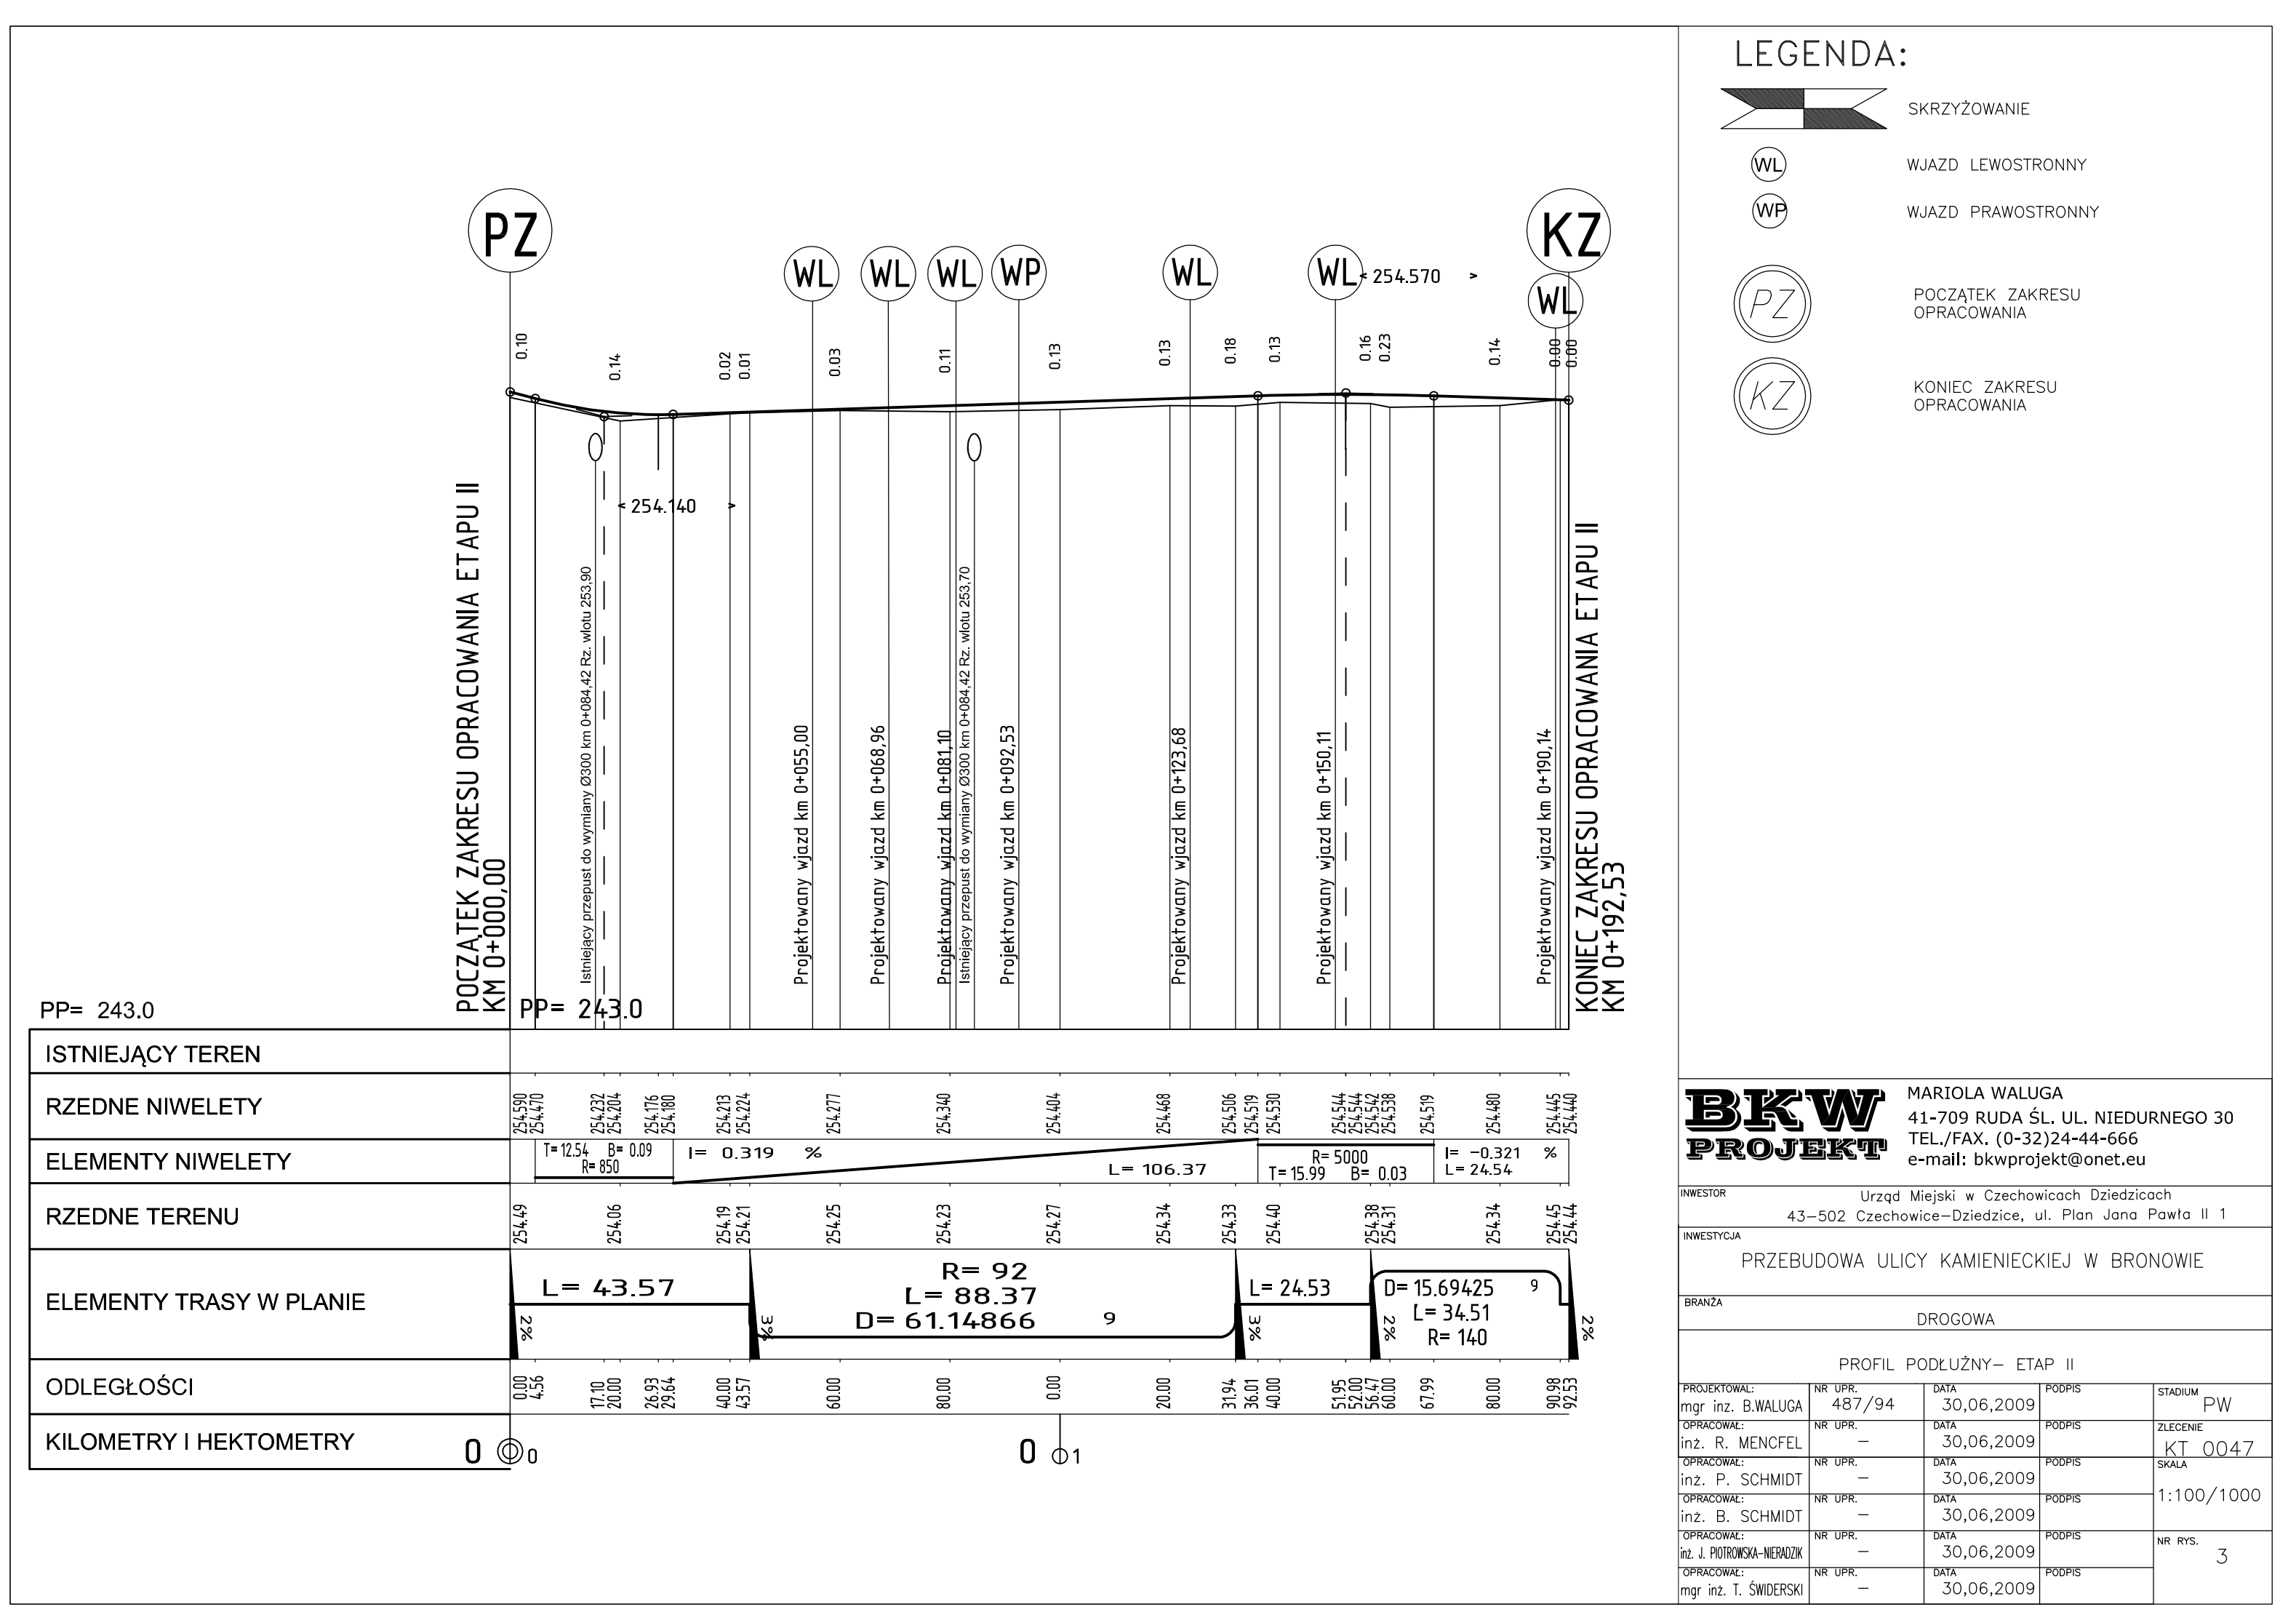 LEGENDA:
SKRZYŻOWANIE
WL
WJAZD LEWOSTRONNY
WP
WJAZD PRAWOSTRONNY
PZ
POCZĄTEK ZAKRESU
OPRACOWANIA
KZ
KONIEC ZAKRESU
OPRACOWANIA
PZ
WL
WL
WL
WP
WL
WL
< 254.570 >
KZ
WL
0.10
0.14
0.02
0.01
0.03
0.11
0.13
0.13
0.18
0.13
0.16
0.23
0.14
0.00
0.00
< 254.140 >
POCZĄTEK ZAKRESU OPRACOWANIA ETAPU II
KM 0+000,00
Istniejący przepust do wymiany Ø300 km 0+084,42 Rz. wlotu 253,90
Projektowany wjazd km 0+055,00
Projektowany wjazd km 0+068,96
Projektowany wjazd km 0+081,10
Istniejący przepust do wymiany Ø300 km 0+084,42 Rz. wlotu 253,70
Projektowany wjazd km 0+092,53
Projektowany wjazd km 0+123,68
Projektowany wjazd km 0+150,11
Projektowany wjazd km 0+190,14
KONIEC ZAKRESU OPRACOWANIA ETAPU II
KM 0+192,53
PP= 243.0
PP= 243.0
ISTNIEJĄCY TEREN
RZEDNE NIWELETY
254.590
254.470
254.232
254.204
254.176
254.180
254.213
254.224
254.277
254.340
254.404
254.468
254.506
254.519
254.530
254.544
254.544
254.542
254.538
254.519
254.480
254.445
254.440
ELEMENTY NIWELETY
T= 12.54 B= 0.09
R= 850
I= 0.319 %
L= 106.37
R= 5000
T= 15.99 B= 0.03
I= -0.321 %
L= 24.54
RZEDNE TERENU
254.49
254.06
254.19
254.21
254.25
254.23
254.27
254.34
254.33
254.40
254.38
254.31
254.34
254.45
254.44
ELEMENTY TRASY W PLANIE
2%
L= 43.57
3%
R= 92
L= 88.37
D= 61.14866 g
3%
L= 24.53
2%
D= 15.69425 g
L= 34.51
R= 140
2%
ODLEGŁOŚCI
0.00
4.56
17.10
20.00
26.93
29.64
40.00
43.57
60.00
80.00
0.00
20.00
31.94
36.01
40.00
51.95
52.00
56.47
60.00
67.99
80.00
90.98
92.53
KILOMETRY I HEKTOMETRY
0 0
0 1
BKW
PROJEKT
MARIOLA WALUGA
41-709 RUDA ŚL. UL. NIEDURNEGO 30
TEL./FAX. (0-32)24-44-666
e-mail: bkwprojekt@onet.eu
INWESTOR
Urząd Miejski w Czechowicach Dziedzicach
43-502 Czechowice-Dziedzice, ul. Plan Jana Pawła II 1
INWESTYCJA
PRZEBUDOWA ULICY KAMIENIECKIEJ W BRONOWIE
BRANŻA
DROGOWA
PROFIL PODŁUŻNY- ETAP II
PROJEKTOWAŁ: NR UPR. DATA PODPIS
mgr inz. B.WALUGA 487/94 30,06,2009
OPRACOWAŁ: NR UPR. DATA PODPIS
inż. R. MENCFEL - 30,06,2009
OPRACOWAŁ: NR UPR. DATA PODPIS
inż. P. SCHMIDT - 30,06,2009
OPRACOWAŁ: NR UPR. DATA PODPIS
inż. B. SCHMIDT - 30,06,2009
OPRACOWAŁ: NR UPR. DATA PODPIS
inż. J. PIOTROWSKA-NIERADZIK - 30,06,2009
OPRACOWAŁ: NR UPR. DATA PODPIS
mgr inż. T. ŚWIDERSKI - 30,06,2009
STADIUM
PW
ZLECENIE
KT 0047
SKALA
1:100/1000
NR RYS.
3